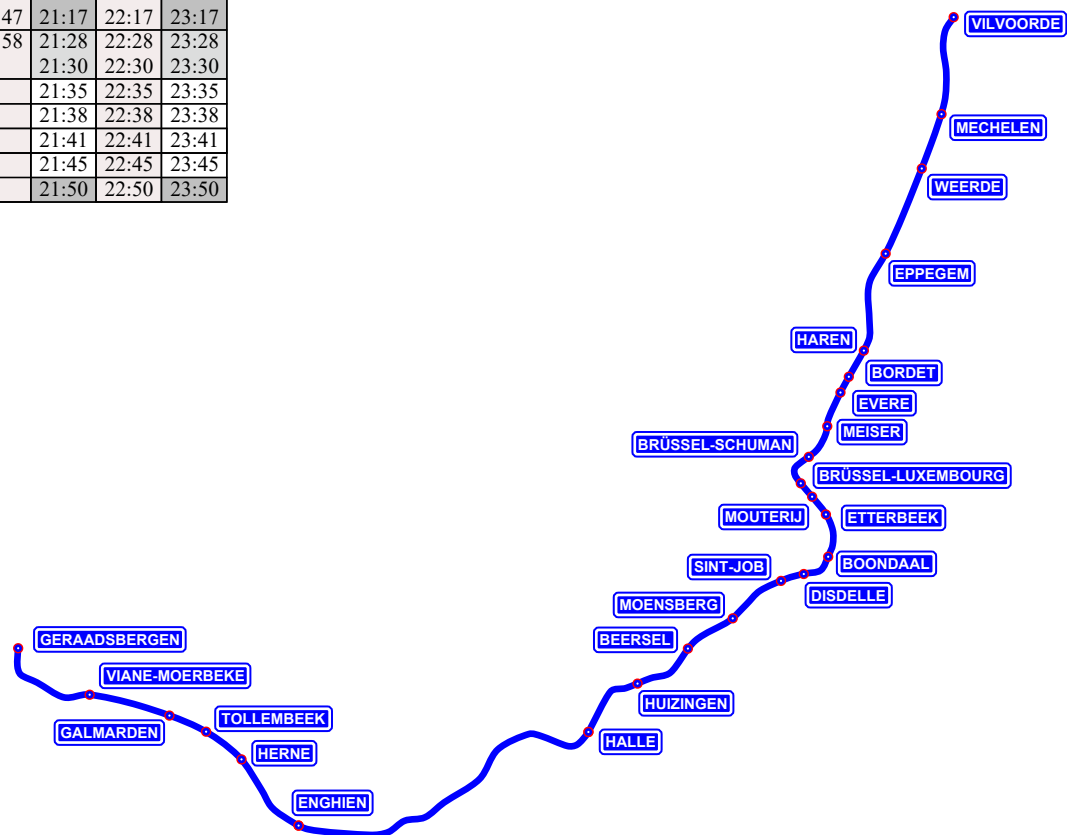 47 21:17 22:17 23:17
58 21:28 22:28 23:28
21:30 22:30 23:30
21:35 22:35 23:35
21:38 22:38 23:38
21:41 22:41 23:41
21:45 22:45 23:45
21:50 22:50 23:50
VILVOORDE
MECHELEN
WEERDE
EPPEGEM
HAREN
BORDET
EVERE
MEISER
BRÜSSEL-SCHUMAN
BRÜSSEL-LUXEMBOURG
MOUTERIJ
ETTERBEEK
BOONDAAL
SINT-JOB
DISDELLE
MOENSBERG
BEERSEL
HUIZINGEN
HALLE
GERAADSBERGEN
VIANE-MOERBEKE
GALMARDEN
TOLLEMBEEK
HERNE
ENGHIEN